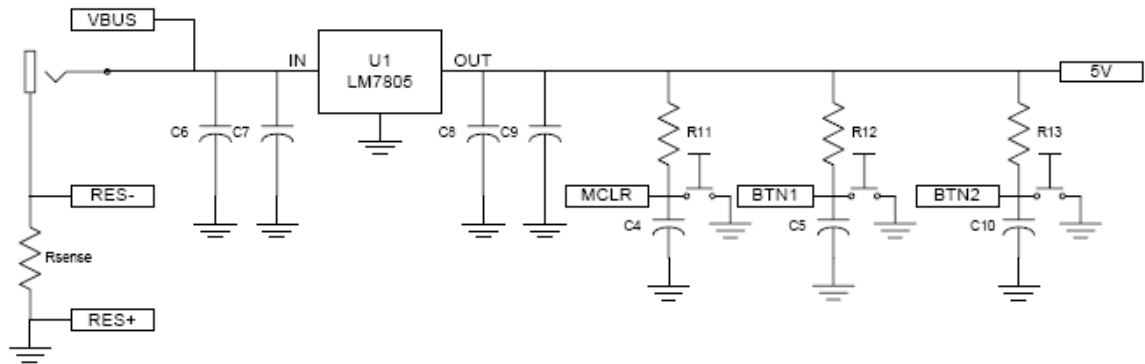 VBUS
IN
U1
LM7805
OUT
5V
C6
C7
C8
C9
R11
R12
R13
RES-
MCLR
BTN1
BTN2
C4
C5
C10
Rsense
RES+